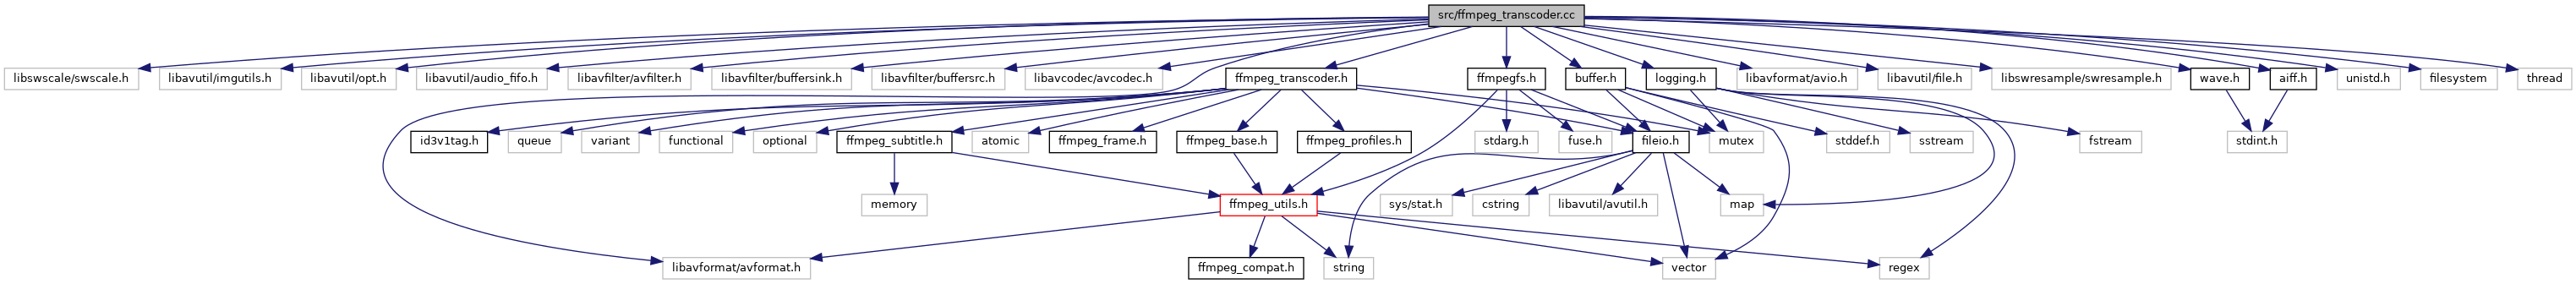 src/ffmpeg_transcoder.cc
libswscale/swscale.h
libavutil/imgutils.h
libavutil/opt.h
libavutil/audio_fifo.h
libavfilter/avfilter.h
libavfilter/buffersink.h
libavfilter/buffersrc.h
libavcodec/avcodec.h
ffmpeg_transcoder.h
ffmpegfs.h
buffer.h
logging.h
libavformat/avio.h
libavutil/file.h
libswresample/swresample.h
wave.h
aiff.h
unistd.h
filesystem
thread
id3v1tag.h
queue
variant
functional
optional
ffmpeg_subtitle.h
atomic
ffmpeg_frame.h
ffmpeg_base.h
ffmpeg_profiles.h
stdarg.h
fuse.h
fileio.h
mutex
stddef.h
sstream
fstream
stdint.h
memory
ffmpeg_utils.h
sys/stat.h
cstring
libavutil/avutil.h
map
libavformat/avformat.h
ffmpeg_compat.h
string
vector
regex